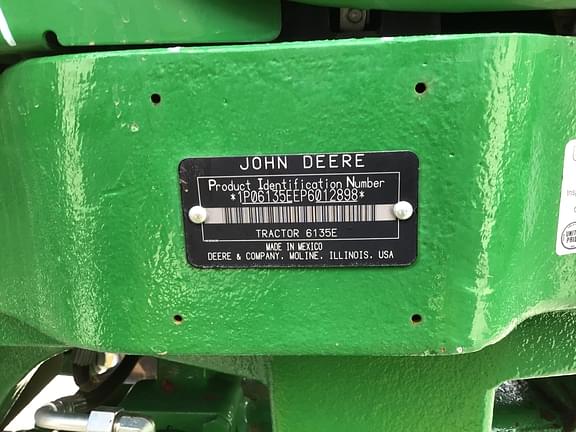 JOHN DEERE
Product Identification Number
*1P06135EEP6012898*
TRACTOR 6135E
MADE IN MEXICO
DEERE & COMPANY. MOLINE. ILLINOIS. USA